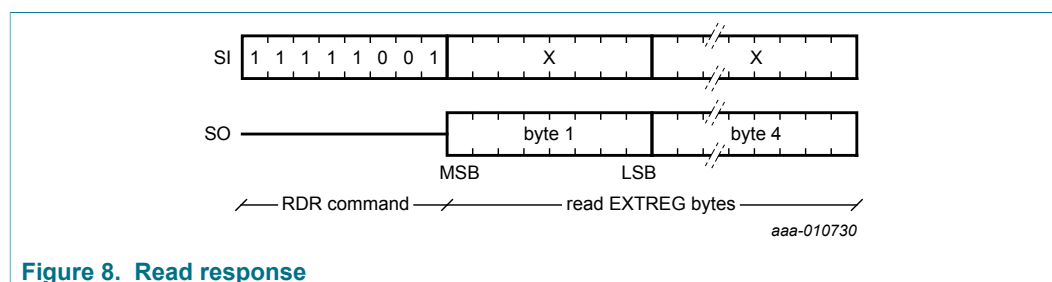 SI 1 1 1 1 1 0 0 1 X X
SO byte 1 byte 4
MSB LSB
RDR command read EXTREG bytes
aaa-010730
Figure 8. Read response